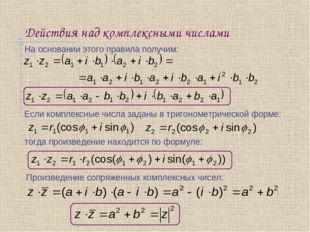 Действия над комплексными числами
На основании этого правила получим:
z₁ · z₂ = (a₁ + i · b₁) · (a₂ + i · b₂) =
= a₁ · a₂ + i · b₁ · a₂ + i · b₂ · a₁ + i² · b₁ · b₂
z₁ · z₂ = (a₁ · a₂ − b₁ · b₂) + i · (b₁ · a₂ + b₂ · a₁)
Если комплексные числа заданы в тригонометрической форме:
z₁ = r₁(cos ϕ₁ + i sin ϕ₁) z₂ = r₂(cos ϕ₂ + i sin ϕ₂)
тогда произведение находится по формуле:
z₁ · z₂ = r₁ · r₂(cos(ϕ₁ + ϕ₂) + i sin(ϕ₁ + ϕ₂))
Произведение сопряженных комплексных чисел:
z · z̄ = (a + i · b) · (a − i · b) = a² − (i · b)² = a² + b²
z · z̄ = a² + b² = |z|²